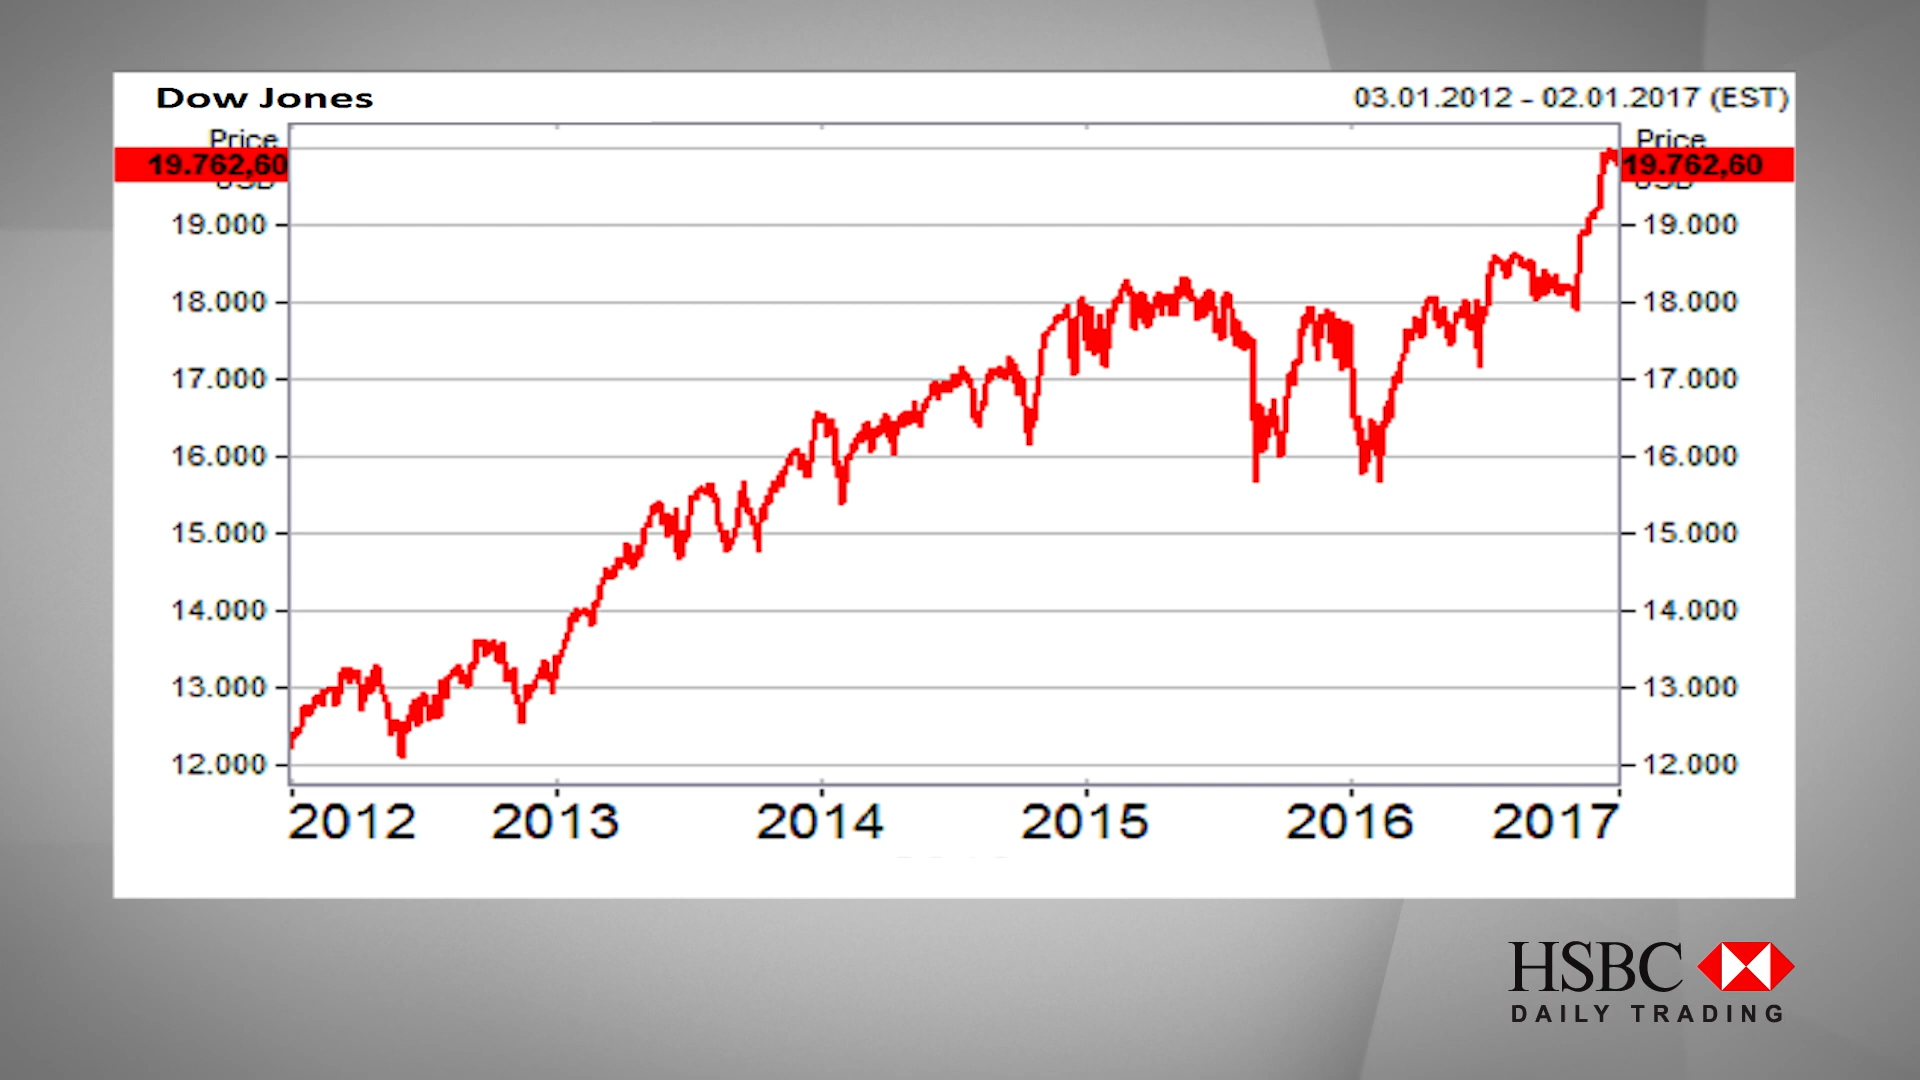 Dow Jones
03.01.2012 - 02.01.2017 (EST)
Price
Price
19.762,60
19.762,60
USD
USD
19.000
19.000
18.000
18.000
17.000
17.000
16.000
16.000
15.000
15.000
14.000
14.000
13.000
13.000
12.000
12.000
2012 2013 2014 2015 2016 2017
HSBC
DAILY TRADING